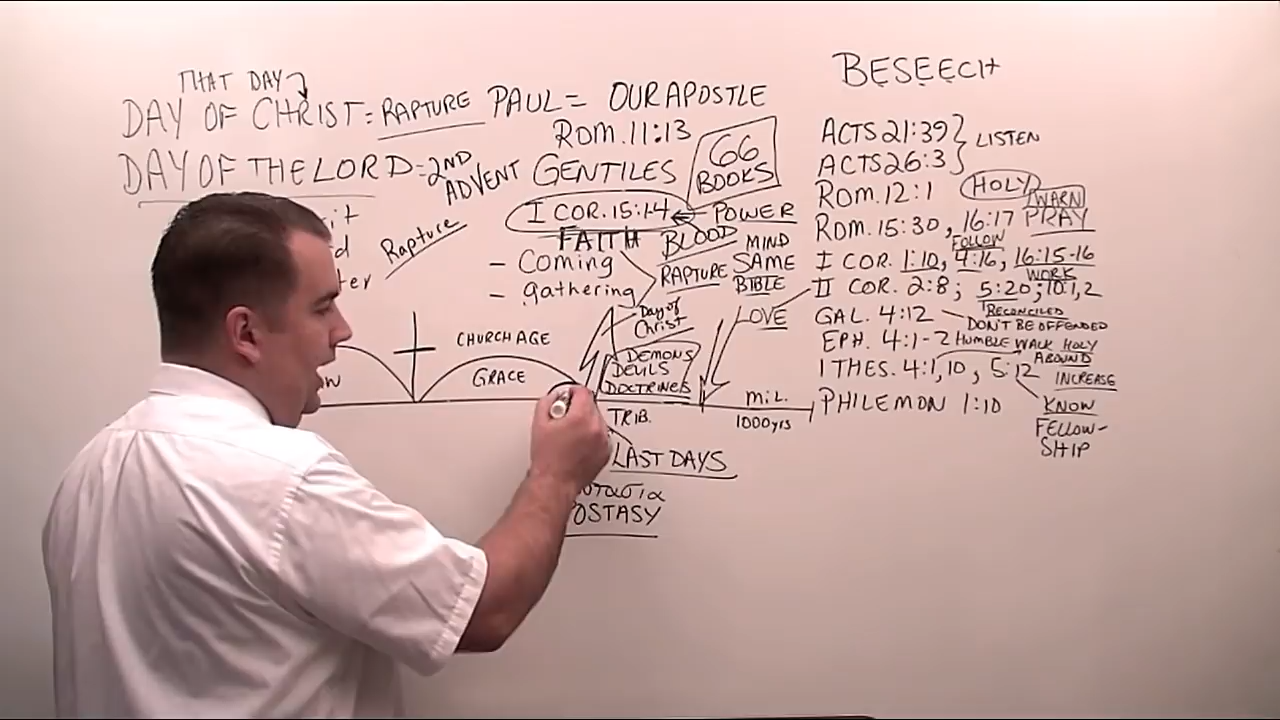 THAT DAY
DAY OF CHRIST = RAPTURE
DAY OF THE LORD = 2ND ADVENT
Rapture
PAUL = OUR APOSTLE
ROM. 11:13
GENTILES
66
BOOKS
I COR. 15:1-4
POWER
FAITH
BLOOD
- Coming
- gathering
RAPTURE
MIND
SAME
BIBLE
Day of
Christ
LOVE
CHURCH AGE
GRACE
DEMONS
DEVILS
DOCTRINES
TRIB.
MIL.
1000yrs
LAST DAYS
BESEECH
ACTS 21:39
ACTS 26:3
LISTEN
ROM. 12:1 HOLY
WARN
ROM. 15:30, 16:17 PRAY
FOLLOW
I COR. 1:10, 4:16, 16:15-16
WORK
II COR. 2:8; 5:20; 10:1,2
RECONCILED
GAL. 4:12 DON'T BE OFFENDED
EPH. 4:1-2 HUMBLE WALK HOLY
ABOUND
1 THES. 4:1,10, 5:12
INCREASE
PHILEMON 1:10
KNOW
FELLOW-
SHIP